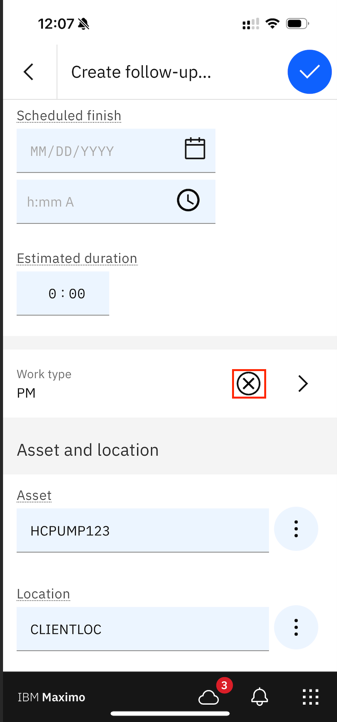 12:07
Create follow-up...
Scheduled finish
MM/DD/YYYY
h:mm A
Estimated duration
0 : 00
Work type
PM
Asset and location
Asset
HCPUMP123
Location
CLIENTLOC
IBM Maximo
3